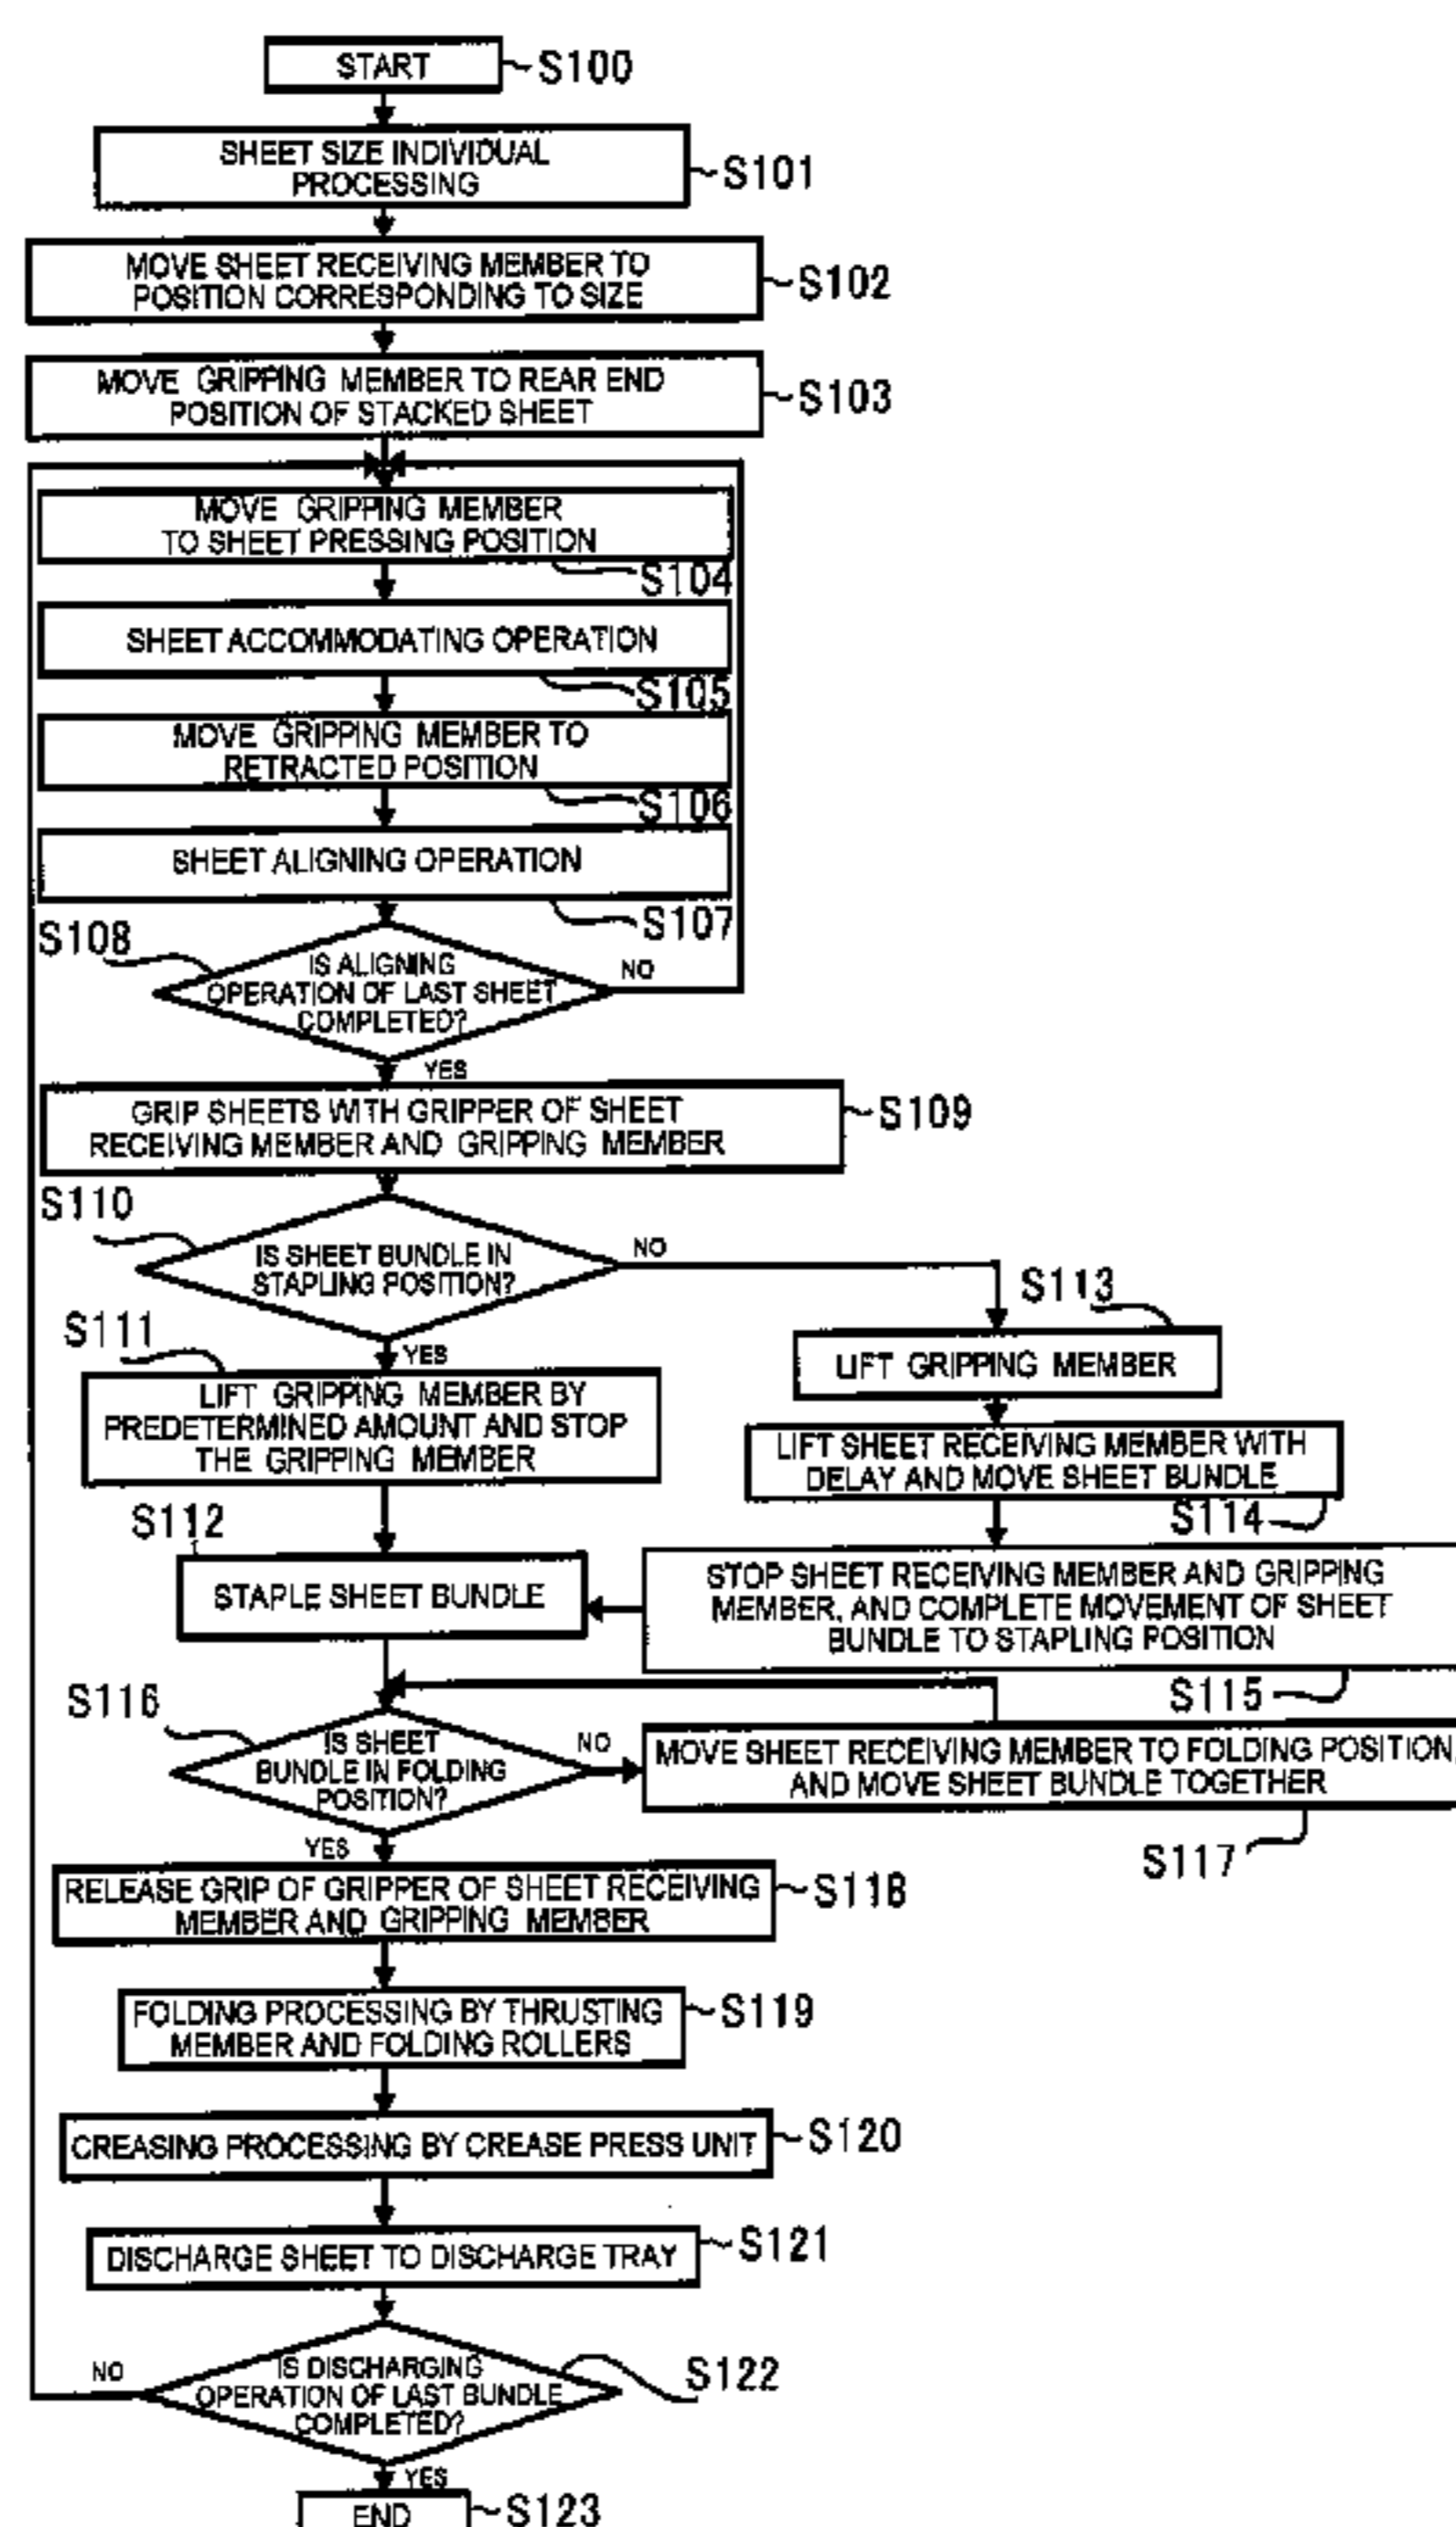 START
S100
SHEET SIZE INDIVIDUAL
PROCESSING
S101
MOVE SHEET RECEIVING MEMBER TO
POSITION CORRESPONDING TO SIZE
S102
MOVE GRIPPING MEMBER TO REAR END
POSITION OF STACKED SHEET
S103
MOVE GRIPPING MEMBER
TO SHEET PRESSING POSITION
S104
SHEET ACCOMMODATING OPERATION
S105
MOVE GRIPPING MEMBER TO
RETRACTED POSITION
S106
SHEET ALIGNING OPERATION
S107
S108
IS ALIGNING
OPERATION OF LAST SHEET
COMPLETED?
NO
YES
GRIP SHEETS WITH GRIPPER OF SHEET
RECEIVING MEMBER AND GRIPPING MEMBER
S109
S110
IS SHEET BUNDLE IN
STAPLING POSITION?
NO
YES
S111
LIFT GRIPPING MEMBER BY
PREDETERMINED AMOUNT AND STOP
THE GRIPPING MEMBER
S113
LIFT GRIPPING MEMBER
LIFT SHEET RECEIVING MEMBER WITH
DELAY AND MOVE SHEET BUNDLE
S114
S112
STAPLE SHEET BUNDLE
STOP SHEET RECEIVING MEMBER AND GRIPPING
MEMBER, AND COMPLETE MOVEMENT OF SHEET
BUNDLE TO STAPLING POSITION
S115
S116
IS SHEET
BUNDLE IN FOLDING
POSITION?
NO
YES
MOVE SHEET RECEIVING MEMBER TO FOLDING POSITION,
AND MOVE SHEET BUNDLE TOGETHER
S117
RELEASE GRIP OF GRIPPER OF SHEET RECEIVING
MEMBER AND GRIPPING MEMBER
S118
FOLDING PROCESSING BY THRUSTING
MEMBER AND FOLDING ROLLERS
S119
CREASING PROCESSING BY CREASE PRESS UNIT
S120
DISCHARGE SHEET TO DISCHARGE TRAY
S121
NO
IS DISCHARGING
OPERATION OF LAST BUNDLE
COMPLETED?
S122
YES
END
S123